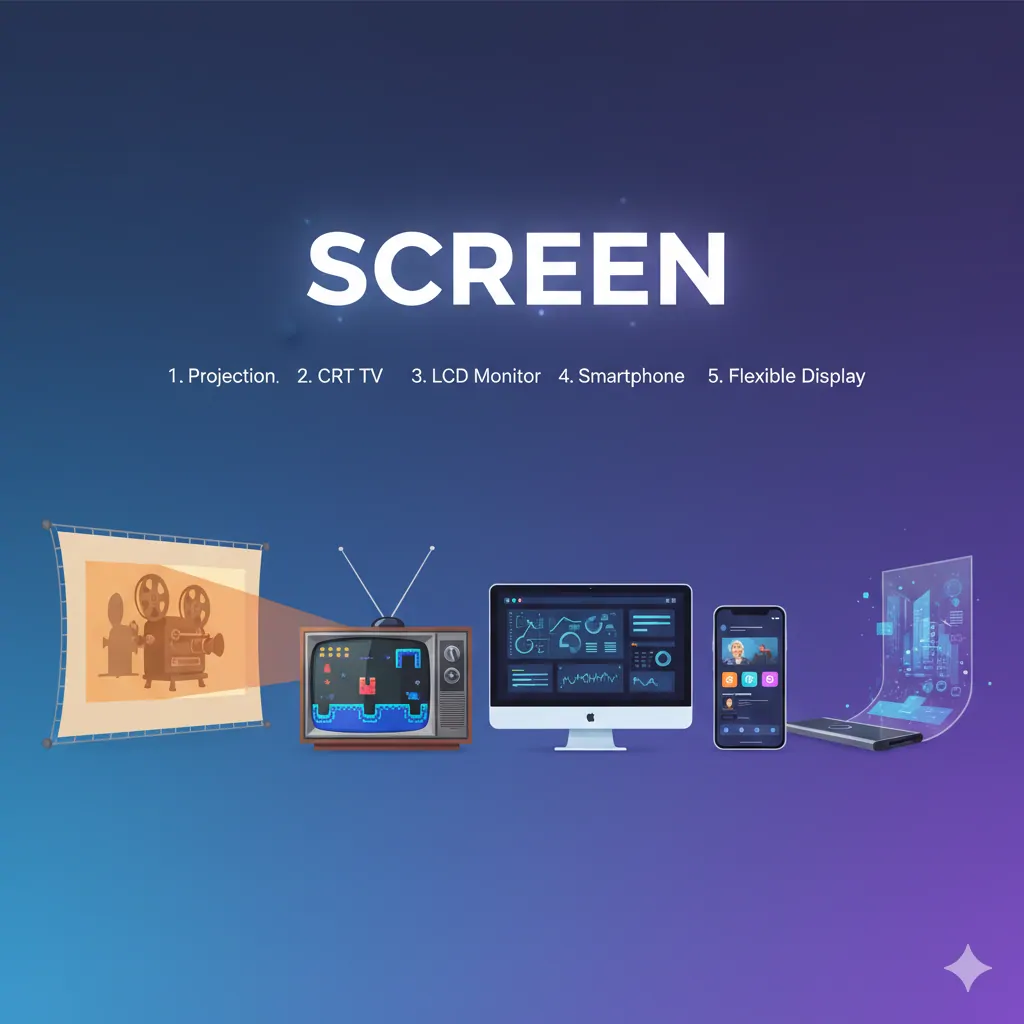 SCREEN
1. Projection. 2. CRT TV 3. LCD Monitor 4. Smartphone 5. Flexible Display